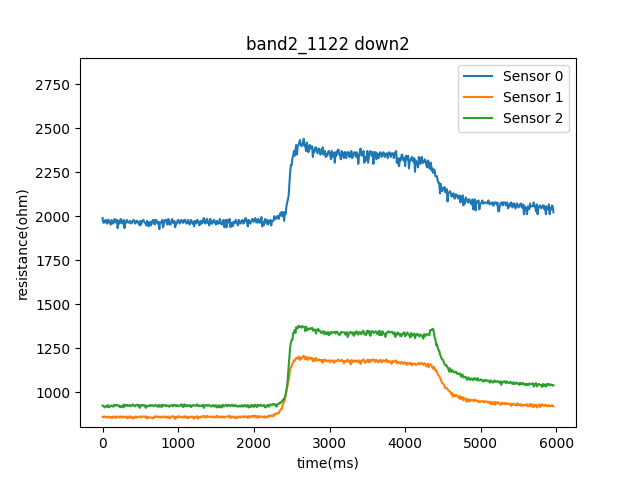 band2_1122 down2
Sensor 0
Sensor 1
Sensor 2
2750
2500
2250
2000
1750
1500
1250
1000
resistance(ohm)
0 1000 2000 3000 4000 5000 6000
time(ms)